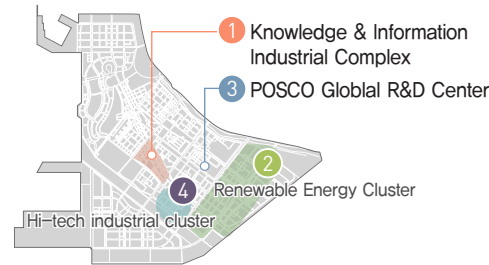 1 Knowledge & Information
Industrial Complex
3 POSCO Globlal R&D Center
2
4 Renewable Energy Cluster
Hi-tech industrial cluster